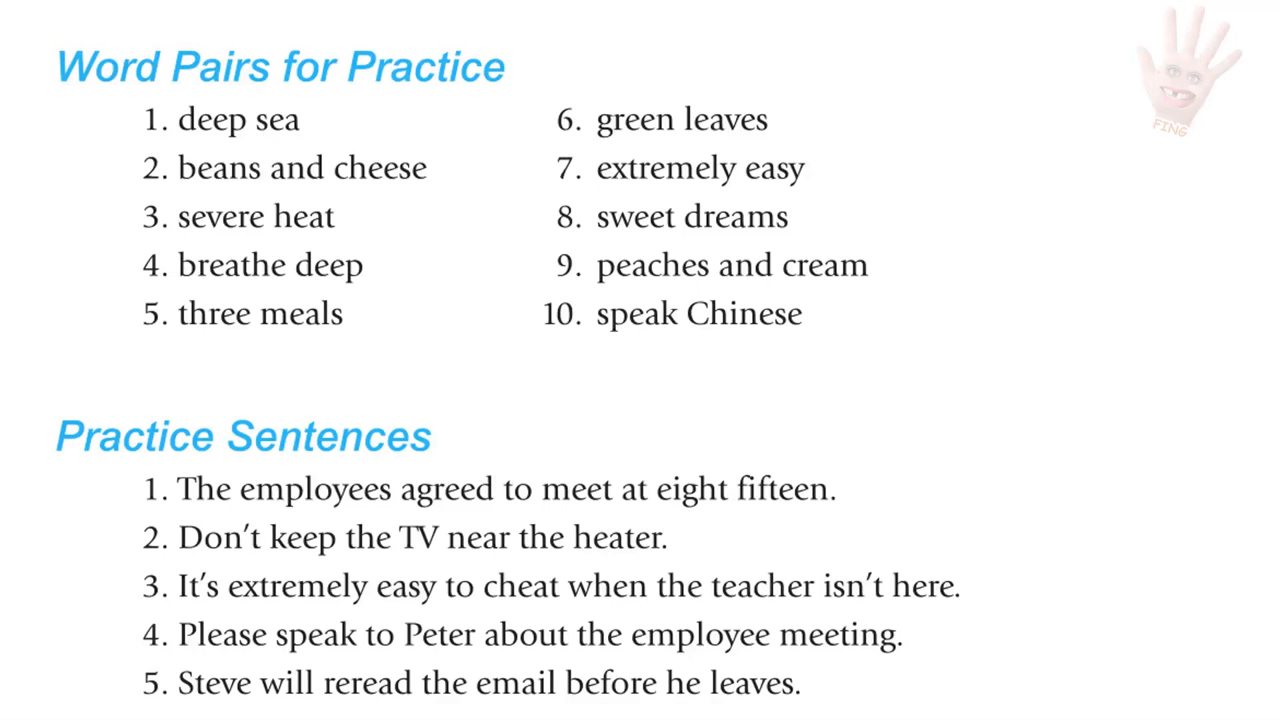 FING
Word Pairs for Practice
1. deep sea
2. beans and cheese
3. severe heat
4. breathe deep
5. three meals
6. green leaves
7. extremely easy
8. sweet dreams
9. peaches and cream
10. speak Chinese
Practice Sentences
1. The employees agreed to meet at eight fifteen.
2. Don't keep the TV near the heater.
3. It's extremely easy to cheat when the teacher isn't here.
4. Please speak to Peter about the employee meeting.
5. Steve will reread the email before he leaves.